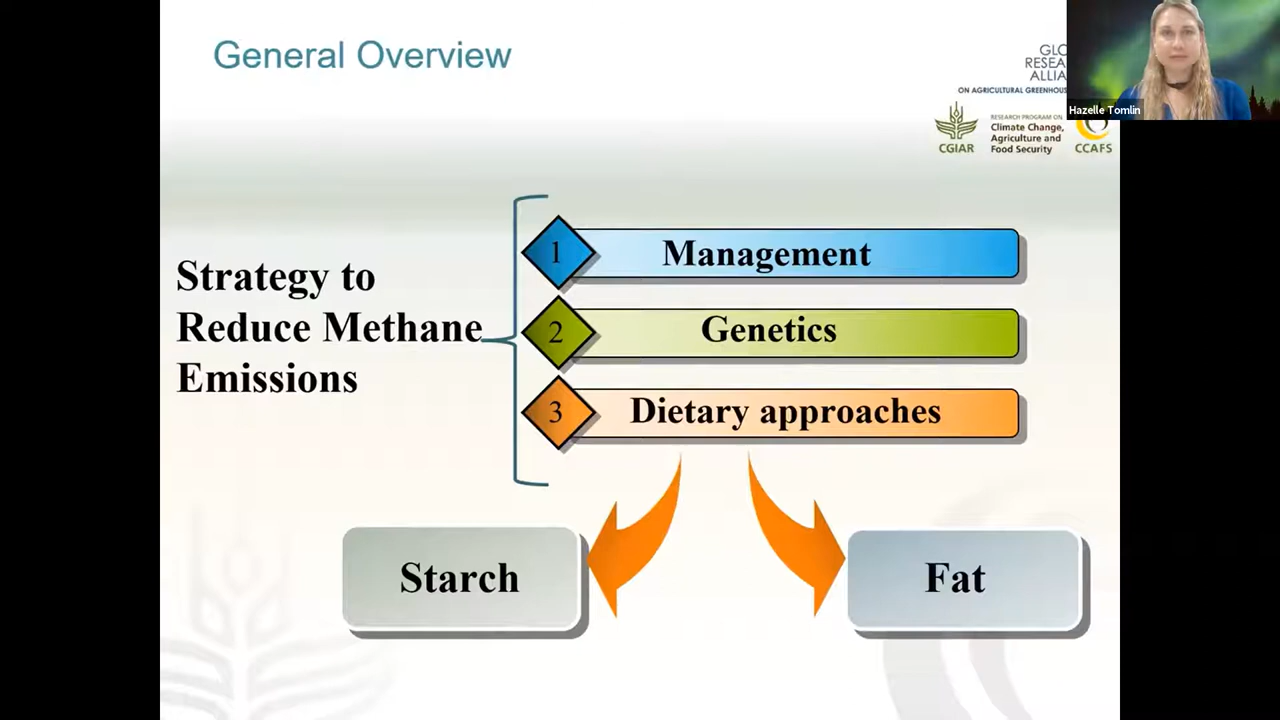 General Overview
ON AGRICULTURAL
CGIAR
RESEARCH PROGRAM ON
Climate Change,
Agriculture and
Food Security
CCAFS
Hazelle Tomlin
Strategy to
Reduce Methane
Emissions
1
Management
2
Genetics
3
Dietary approaches
Starch
Fat